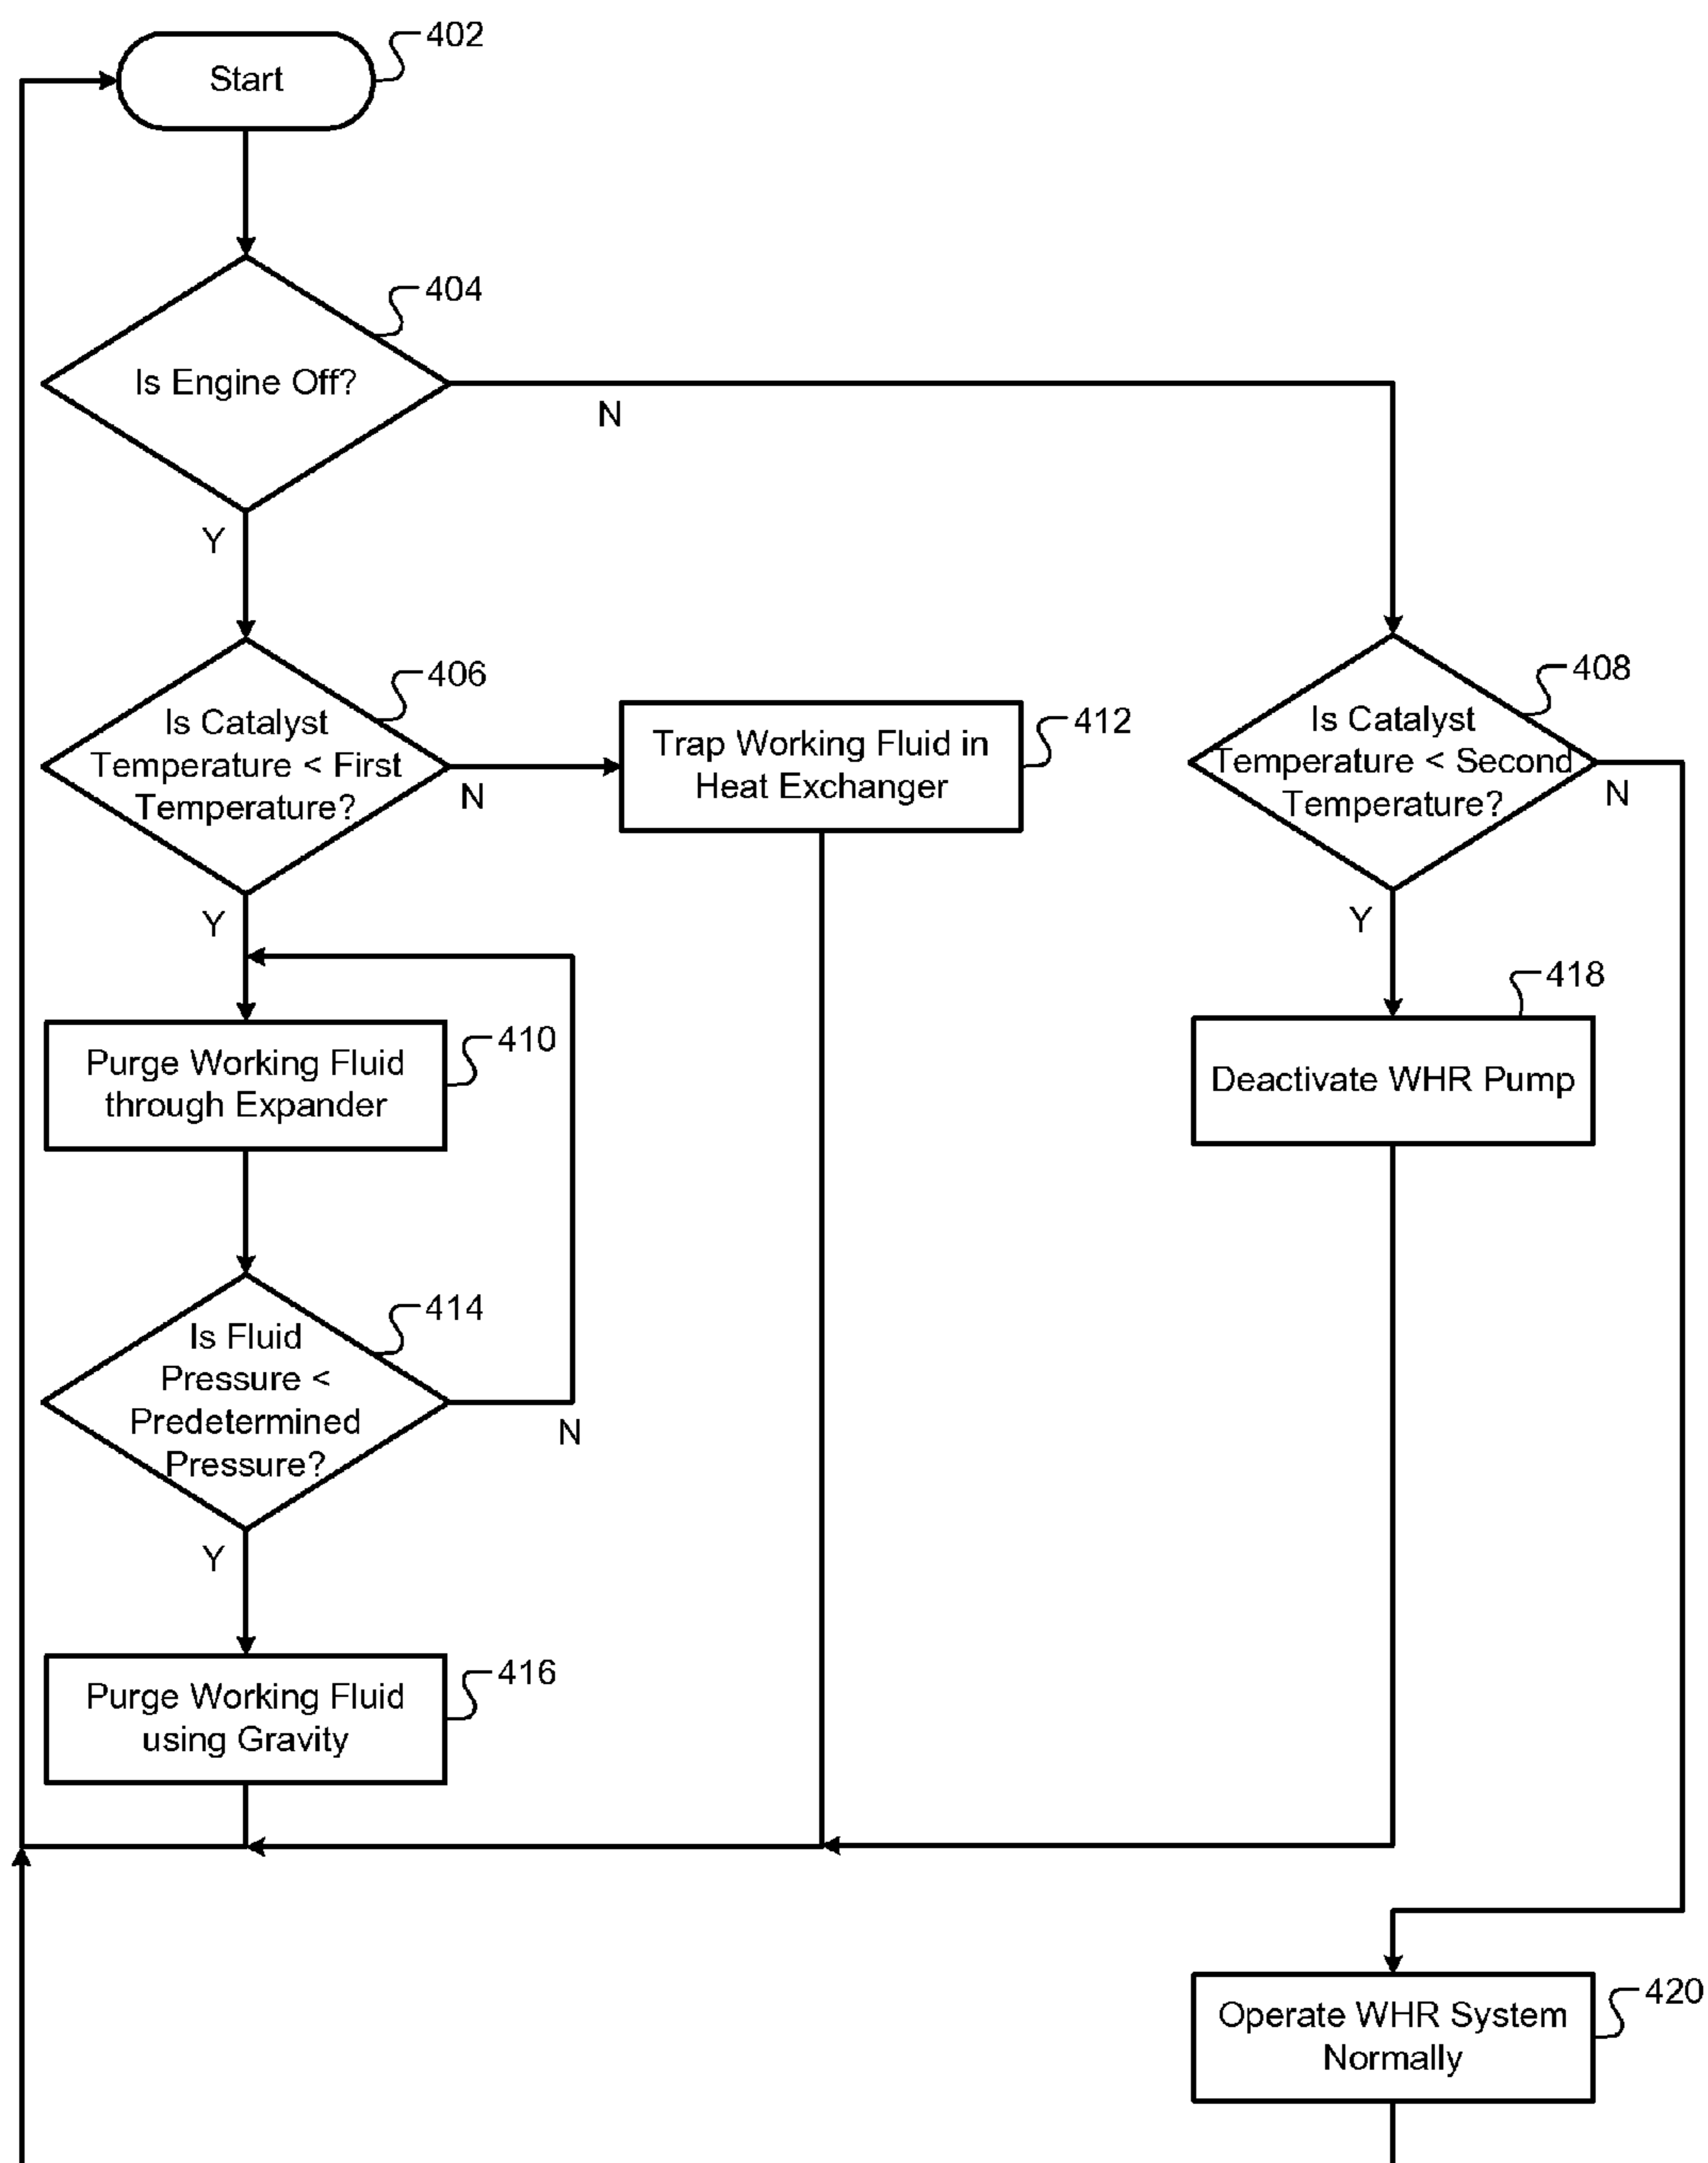 402
Start
404
Is Engine Off?
N
Y
406
Is Catalyst
Temperature < First
Temperature?
N
Y
412
Trap Working Fluid in
Heat Exchanger
408
Is Catalyst
Temperature < Second
Temperature?
N
Y
410
Purge Working Fluid
through Expander
418
Deactivate WHR Pump
414
Is Fluid
Pressure <
Predetermined
Pressure?
N
Y
416
Purge Working Fluid
using Gravity
420
Operate WHR System
Normally